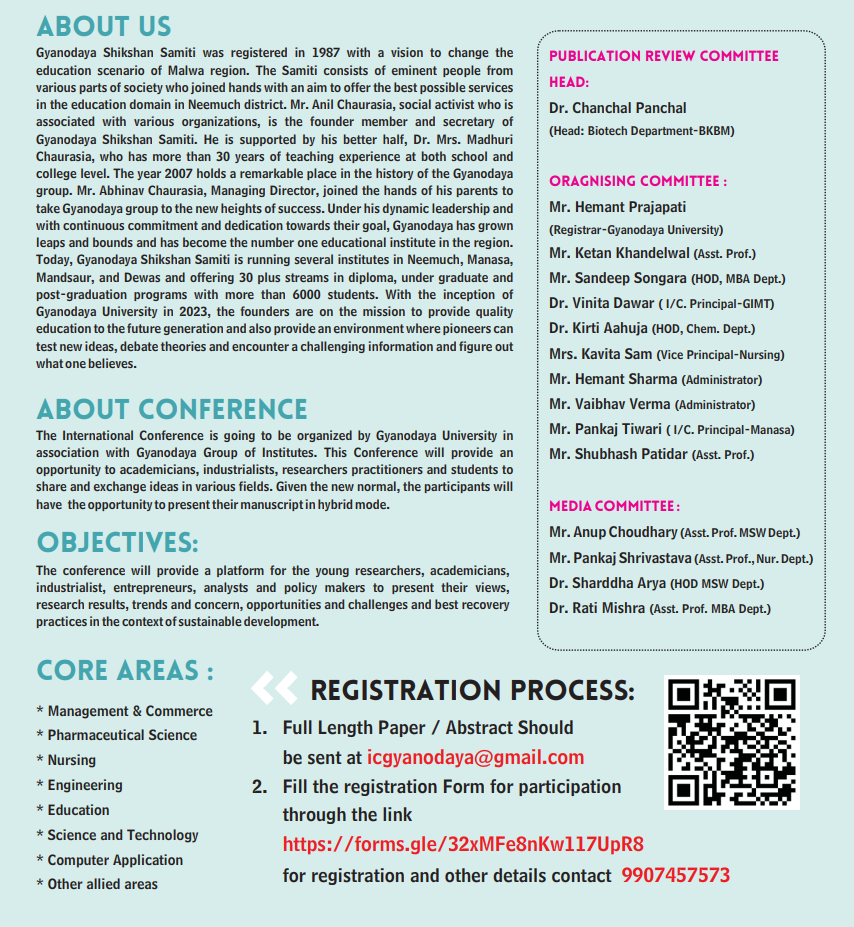 ABOUT US
Gyanodaya Shikshan Samiti was registered in 1987 with a vision to change the
education scenario of Malwa region. The Samiti consists of eminent people from
various parts of society who joined hands with an aim to offer the best possible services
in the education domain in Neemuch district. Mr. Anil Chaurasia, social activist who is
associated with various organizations, is the founder member and secretary of
Gyanodaya Shikshan Samiti. He is supported by his better half, Dr. Mrs. Madhuri
Chaurasia, who has more than 30 years of teaching experience at both school and
college level. The year 2007 holds a remarkable place in the history of the Gyanodaya
group. Mr. Abhinav Chaurasia, Managing Director, joined the hands of his parents to
take Gyanodaya group to the new heights of success. Under his dynamic leadership and
with continuous commitment and dedication towards their goal, Gyanodaya has grown
leaps and bounds and has become the number one educational institute in the region.
Today, Gyanodaya Shikshan Samiti is running several institutes in Neemuch, Manasa,
Mandsaur, and Dewas and offering 30 plus streams in diploma, under graduate and
post-graduation programs with more than 6000 students. With the inception of
Gyanodaya University in 2023, the founders are on the mission to provide quality
education to the future generation and also provide an environment where pioneers can
test new ideas, debate theories and encounter a challenging information and figure out
what one believes.
ABOUT CONFERENCE
The International Conference is going to be organized by Gyanodaya University in
association with Gyanodaya Group of Institutes. This Conference will provide an
opportunity to academicians, industrialists, researchers practitioners and students to
share and exchange ideas in various fields. Given the new normal, the participants will
have the opportunity to present their manuscript in hybrid mode.
OBJECTIVES:
The conference will provide a platform for the young researchers, academicians,
industrialist, entrepreneurs, analysts and policy makers to present their views,
research results, trends and concern, opportunities and challenges and best recovery
practices in the context of sustainable development.
PUBLICATION REVIEW COMMITTEE
HEAD:
Dr. Chanchal Panchal
(Head: Biotech Department-BKBM)
ORAGNISING COMMITTEE :
Mr. Hemant Prajapati
(Registrar-Gyanodaya University)
Mr. Ketan Khandelwal (Asst. Prof.)
Mr. Sandeep Songara (HOD, MBA Dept.)
Dr. Vinita Dawar ( I/C. Principal-GIMT)
Dr. Kirti Aahuja (HOD, Chem. Dept.)
Mrs. Kavita Sam (Vice Principal-Nursing)
Mr. Hemant Sharma (Administrator)
Mr. Vaibhav Verma (Administrator)
Mr. Pankaj Tiwari ( I/C. Principal-Manasa)
Mr. Shubhash Patidar (Asst. Prof.)
MEDIA COMMITTEE :
Mr. Anup Choudhary (Asst. Prof. MSW Dept.)
Mr. Pankaj Shrivastava (Asst. Prof., Nur. Dept.)
Dr. Sharddha Arya (HOD MSW Dept.)
Dr. Rati Mishra (Asst. Prof. MBA Dept.)
CORE AREAS :
* Management & Commerce
* Pharmaceutical Science
* Nursing
* Engineering
* Education
* Science and Technology
* Computer Application
* Other allied areas
REGISTRATION PROCESS:
1. Full Length Paper / Abstract Should
be sent at icgyanodaya@gmail.com
2. Fill the registration Form for participation
through the link
https://forms.gle/32xMFe8nKw117UpR8
for registration and other details contact 9907457573